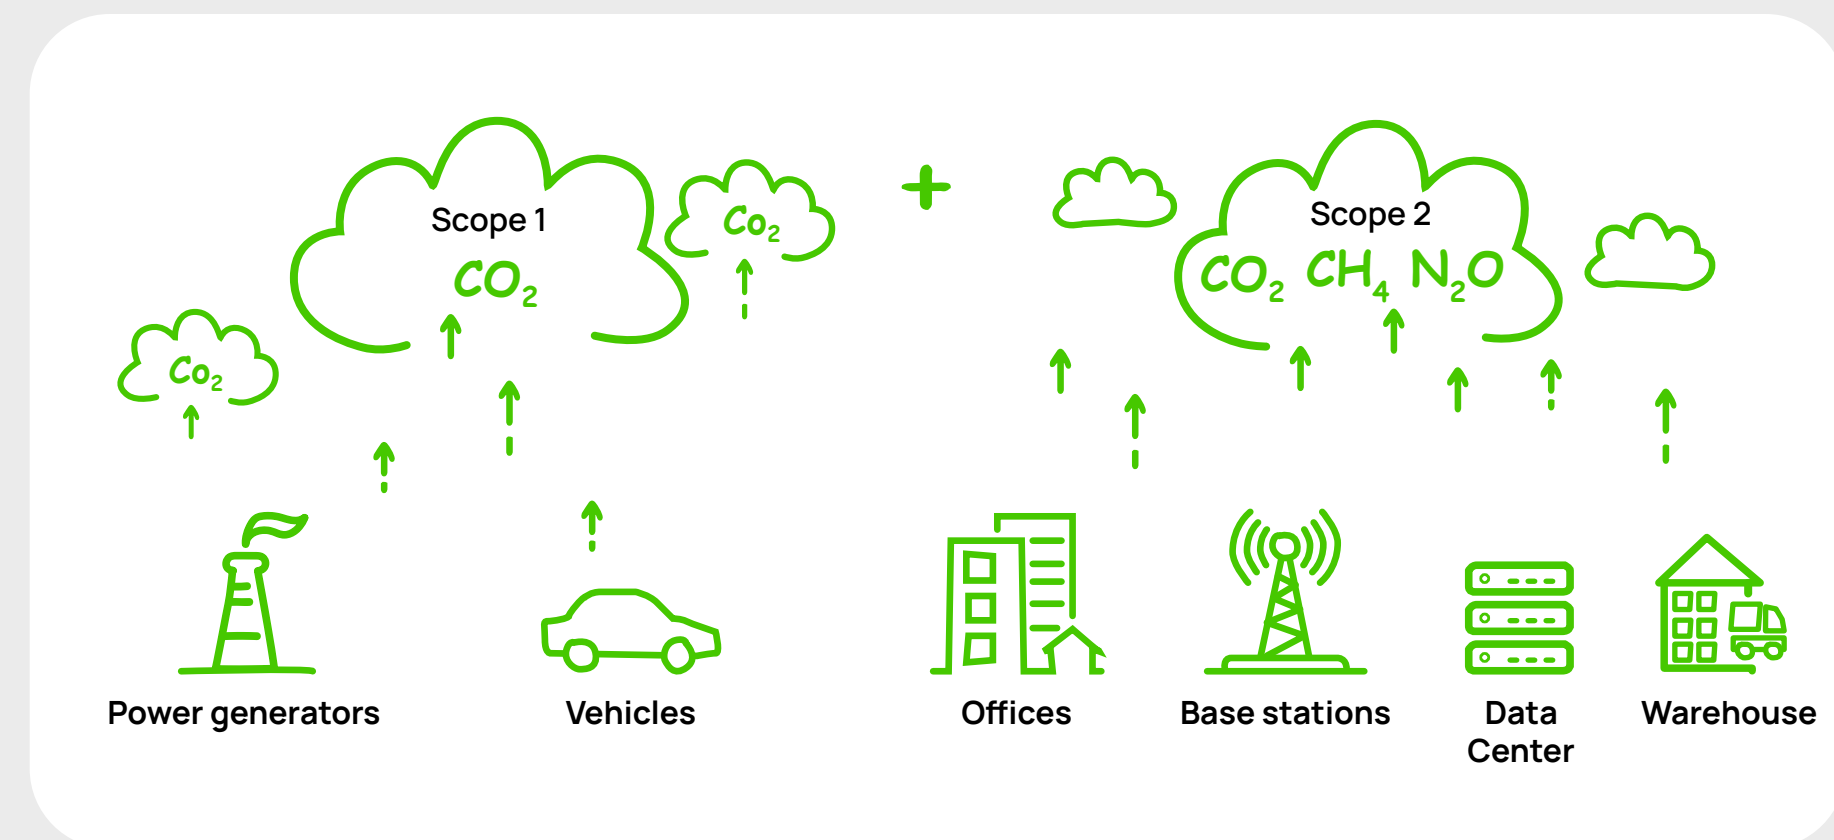 Scope 1
CO₂
Co₂
Co₂
+
Scope 2
CO₂ CH₄ N₂O
Power generators
Vehicles
Offices
Base stations
Data
Center
Warehouse